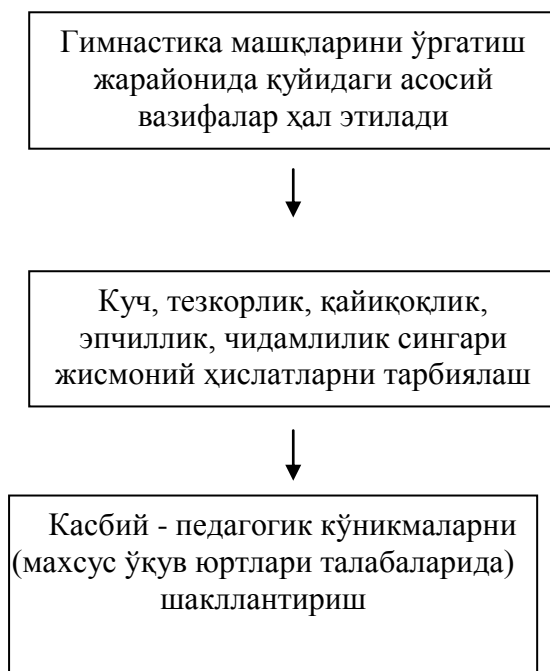 Гимнастика машқларини ўргатиш
жарайонида қуйидаги асосий
вазифалар ҳал этилади
Куч, тезкорлик, қайиқоқлик,
эпчиллик, чидамлилик сингари
жисмоний ҳислатларни тарбиялаш
Касбий - педагогик кўникмаларни
(махсус ўқув юртлари талабаларида)
шакллантириш